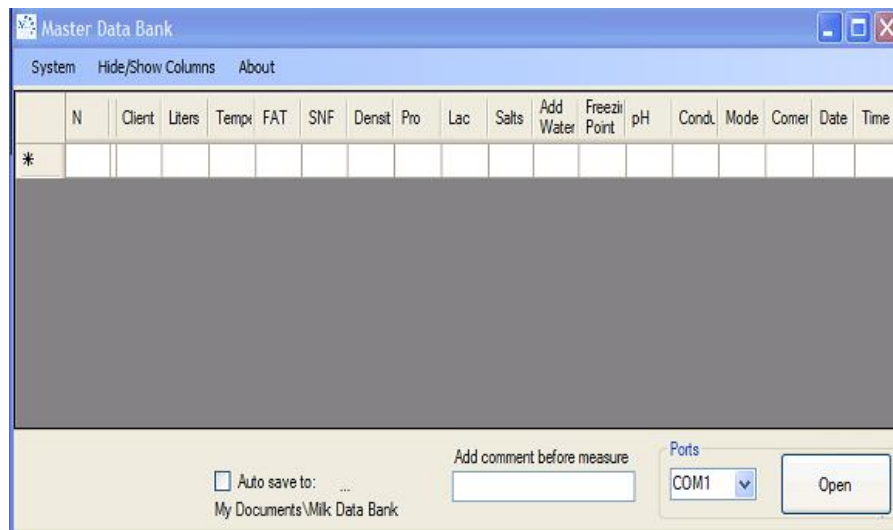 Master Data Bank
System Hide/Show Columns About
N Client Liters Tempe FAT SNF Densit Pro Lac Salts Add Water Freezin Point pH Condu Mode Comer Date Time
*
Add comment before measure
Ports
Auto save to: ...
COM1
Open
My Documents\Milk Data Bank